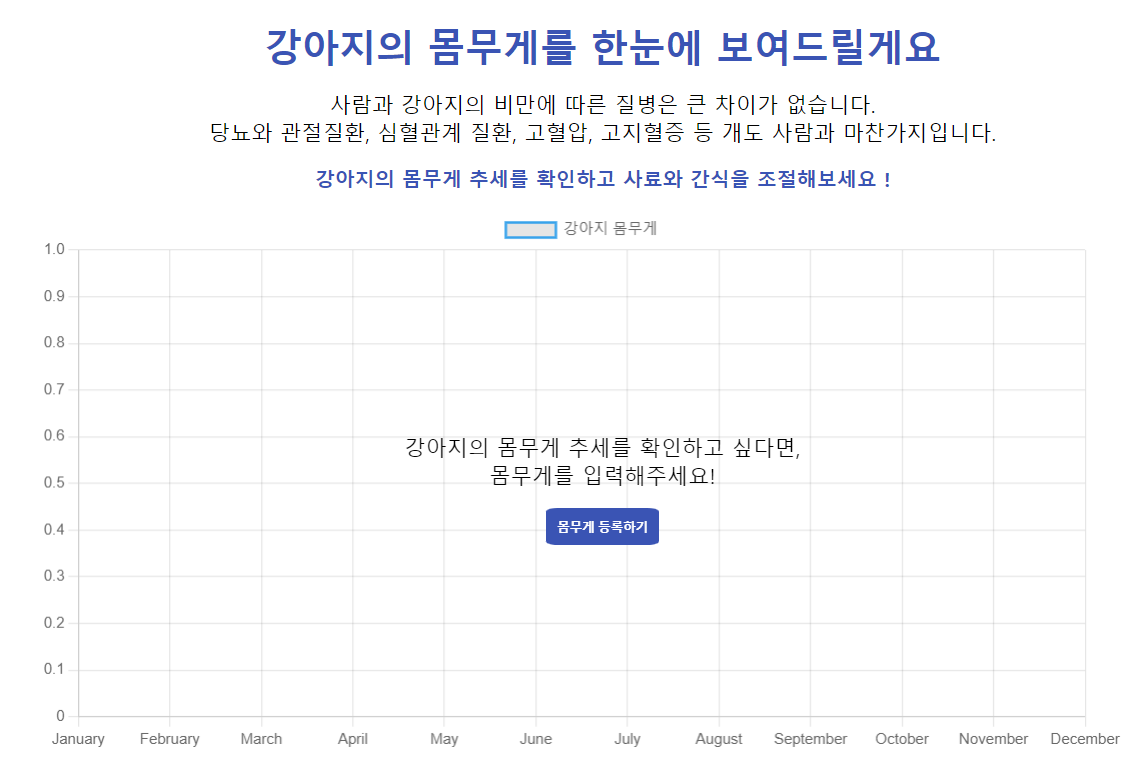 강아지의 몸무게를 한눈에 보여드릴게요
사람과 강아지의 비만에 따른 질병은 큰 차이가 없습니다.
당뇨와 관절질환, 심혈관계 질환, 고혈압, 고지혈증 등 개도 사람과 마찬가지입니다.
강아지의 몸무게 추세를 확인하고 사료와 간식을 조절해보세요 !
강아지 몸무게
1.0
0.9
0.8
0.7
0.6
강아지의 몸무게 추세를 확인하고 싶다면,
몸무게를 입력해주세요!
0.5
몸무게 등록하기
0.4
0.3
0.2
0.1
0
January February March April May June July August September October November December